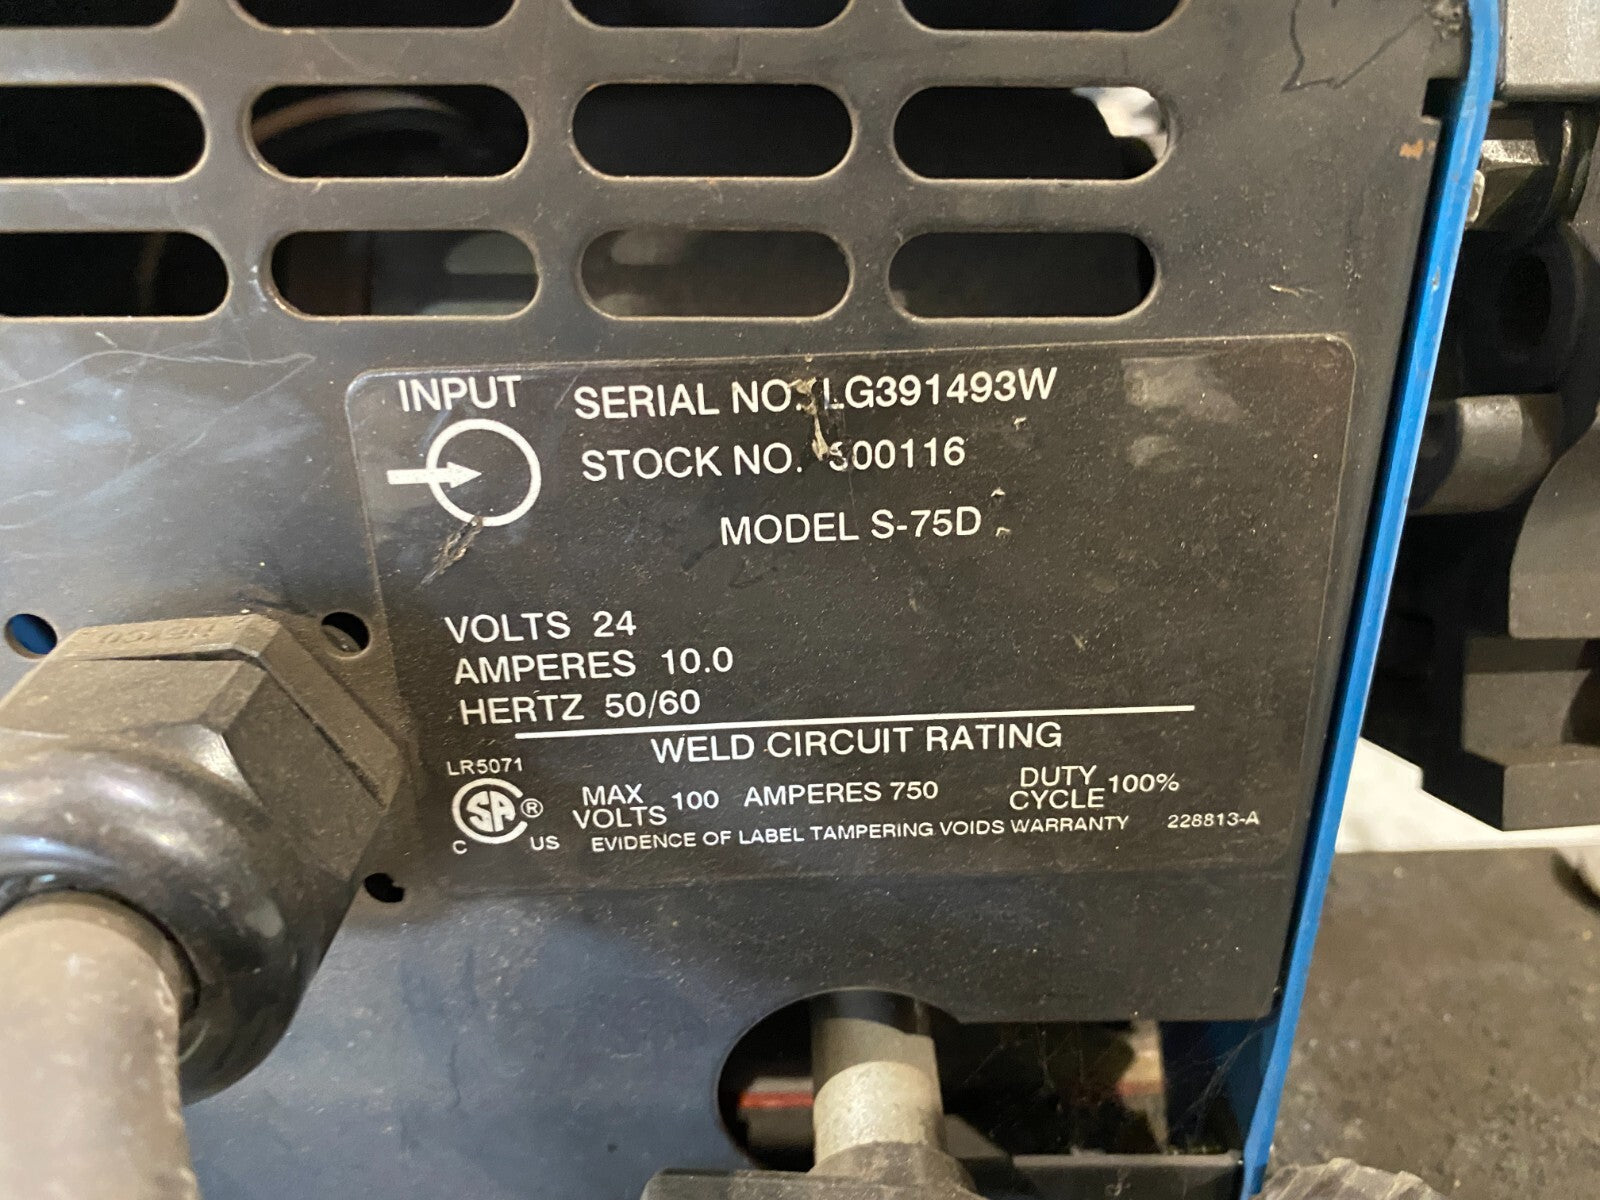 INPUT
SERIAL NO. LG391493W
STOCK NO. 300116
MODEL S-75D
VOLTS 24
AMPERES 10.0
HERTZ 50/60
WELD CIRCUIT RATING
LR5071
SA ®
C US
MAX VOLTS 100 AMPERES 750 DUTY CYCLE 100%
EVIDENCE OF LABEL TAMPERING VOIDS WARRANTY 228813-A